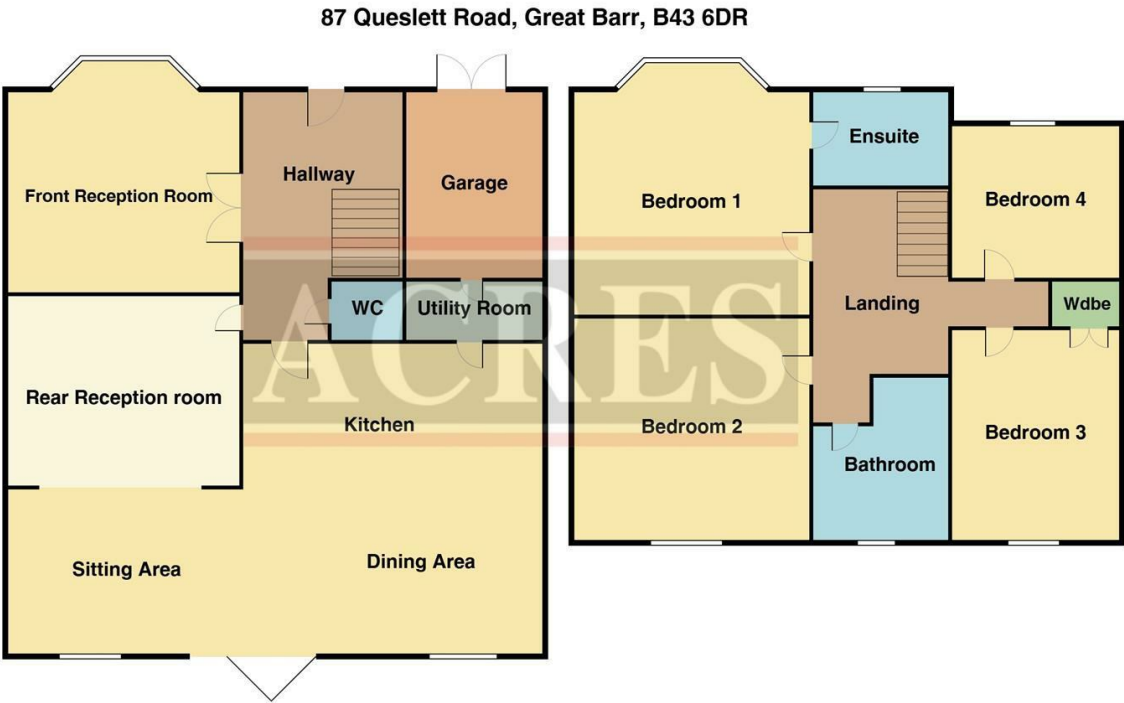 87 Queslett Road, Great Barr, B43 6DR
Front Reception Room
Hallway
Garage
WC
Utility Room
Rear Reception room
Kitchen
Sitting Area
Dining Area
Bedroom 1
Ensuite
Bedroom 4
Landing
Wdbe
Bedroom 2
Bathroom
Bedroom 3
ACRES